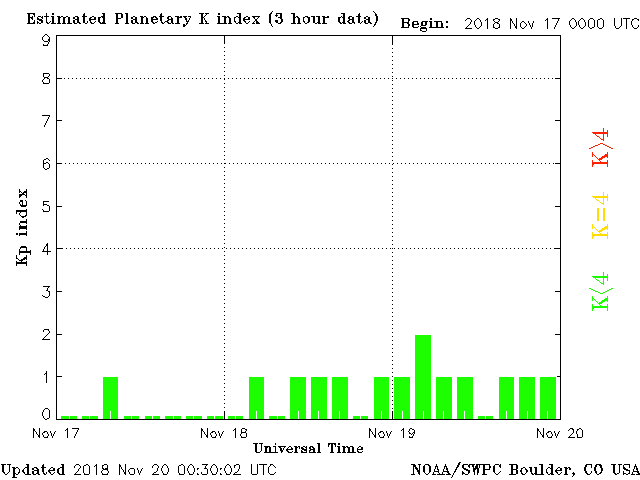 Estimated Planetary K index (3 hour data) Begin: 2018 Nov 17 0000 UTC
9
8
7
6
5
4
3
2
1
0
Kp index
K>4
K=4
K<4
Nov 17 Nov 18 Nov 19 Nov 20
Universal Time
Updated 2018 Nov 20 00:30:02 UTC NOAA/SWPC Boulder, CO USA